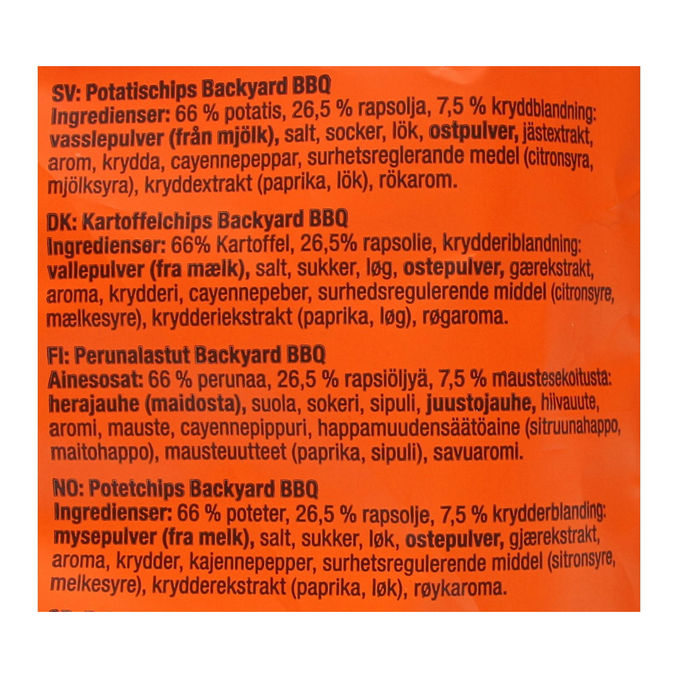 SV: Potatischips Backyard BBQ
Ingredienser: 66 % potatis, 26,5 % rapsolja, 7,5 % kryddblandning:
vasslepulver (från mjölk), salt, socker, lök, ostpulver, jästextrakt,
arom, krydda, cayennepeppar, surhetsreglerande medel (citronsyra,
mjölksyra), kryddextrakt (paprika, lök), rökarom.
DK: Kartoffelchips Backyard BBQ
Ingredienser: 66% Kartoffel, 26,5% rapsolie, krydderiblandning:
vallepulver (fra mælk), salt, sukker, løg, ostepulver, gærekstrakt,
aroma, krydderi, cayennepeber, surhedsregulerende middel (citronsyre,
mælkesyre), krydderiekstrakt (paprika, løg), røgaroma.
FI: Perunalastut Backyard BBQ
Ainesosat: 66 % perunaa, 26,5 % rapsiöljyä, 7,5 % maustesekoitusta:
herajauhe (maidosta), suola, sokeri, sipuli, juustojauhe, hiivauute,
aromi, mauste, cayennepippuri, happamuudensäätöaine (sitruunahappo,
maitohappo), mausteuutteet (paprika, sipuli), savuaromi.
NO: Potetchips Backyard BBQ
Ingredienser: 66 % poteter, 26,5 % rapsolje, 7,5 % krydderblanding:
mysepulver (fra melk), salt, sukker, løk, ostepulver, gjærekstrakt,
aroma, krydder, kajennepepper, surhetsregulerende middel (sitronsyre,
melkesyre), krydderekstrakt (paprika, løk), røykaroma.